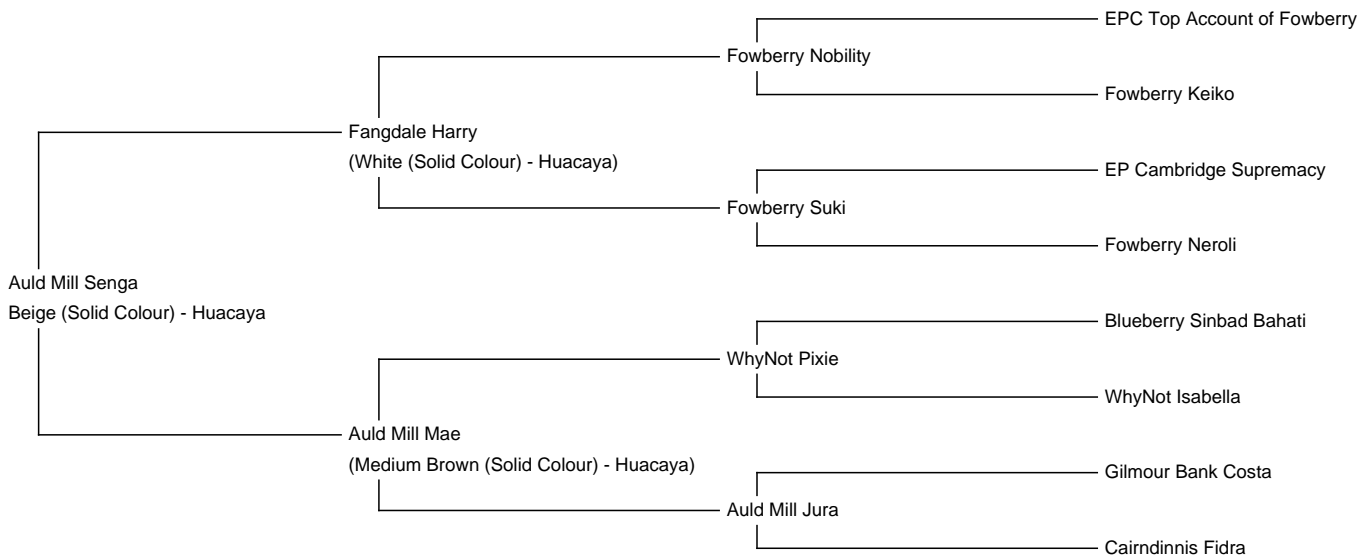 EPC Top Account of Fowberry
Fowberry Nobility
Fowberry Keiko
Fangdale Harry
(White (Solid Colour) - Huacaya)
EP Cambridge Supremacy
Fowberry Suki
Fowberry Neroli
Auld Mill Senga
Beige (Solid Colour) - Huacaya
Blueberry Sinbad Bahati
WhyNot Pixie
WhyNot Isabella
Auld Mill Mae
(Medium Brown (Solid Colour) - Huacaya)
Gilmour Bank Costa
Auld Mill Jura
Cairndinnis Fidra